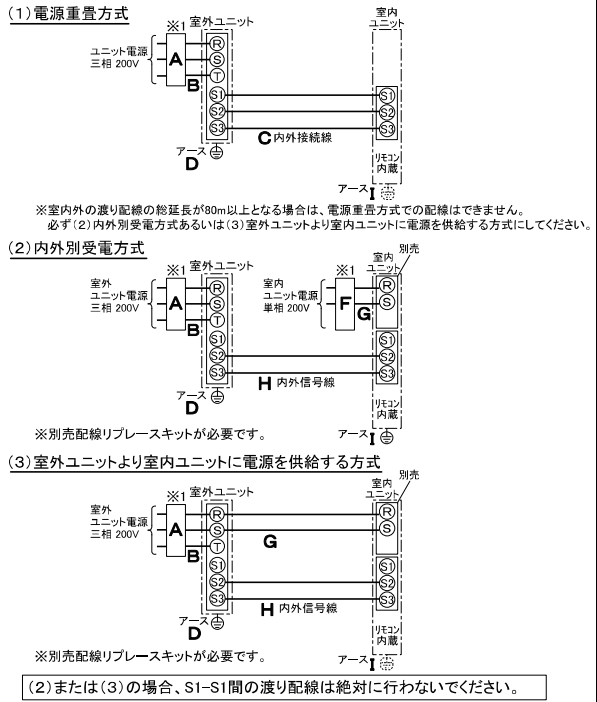 (1)電源重畳方式
※1 室外ユニット
室内
ユニット
ユニット電源
三相 200V
A
B
R
S
T
S1
S2
S3
S1
S2
S3
C 内外接続線
アース
D
リモコン
内蔵
アース I
※室内外の渡り配線の総延長が80m以上となる場合は、電源重畳方式での配線はできません。
必ず(2)内外別受電方式あるいは(3)室外ユニットより室内ユニットに電源を供給する方式にしてください。
(2)内外別受電方式
※1 室外ユニット
※1
室内
ユニット
別売
室外
ユニット電源
三相 200V
A
B
R
S
T
S1
S2
S3
室内
ユニット電源
単相 200V
F
G
R
S
S1
S2
S3
H 内外信号線
アース
D
リモコン
内蔵
アース I
※別売配線リプレースキットが必要です。
(3)室外ユニットより室内ユニットに電源を供給する方式
※1 室外ユニット
室内
ユニット
別売
室外
ユニット電源
三相 200V
A
B
R
S
T
S1
S2
S3
G
R
S
S1
S2
S3
H 内外信号線
アース
D
リモコン
内蔵
アース I
※別売配線リプレースキットが必要です。
(2)または(3)の場合、S1-S1間の渡り配線は絶対に行わないでください。